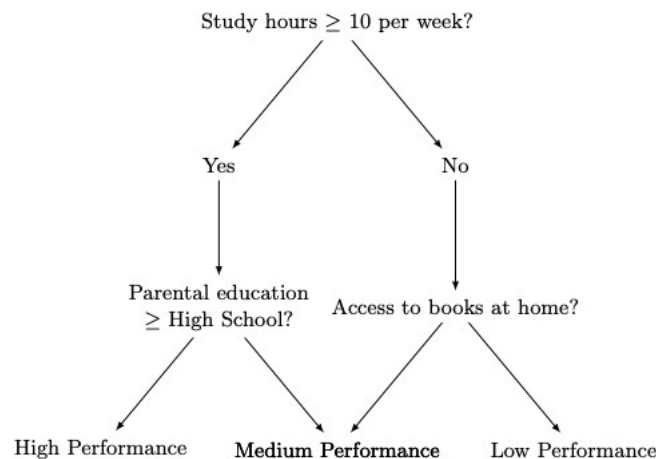 Study hours ≥ 10 per week?
Yes
No
Parental education
≥ High School?
Access to books at home?
High Performance
Medium Performance
Low Performance